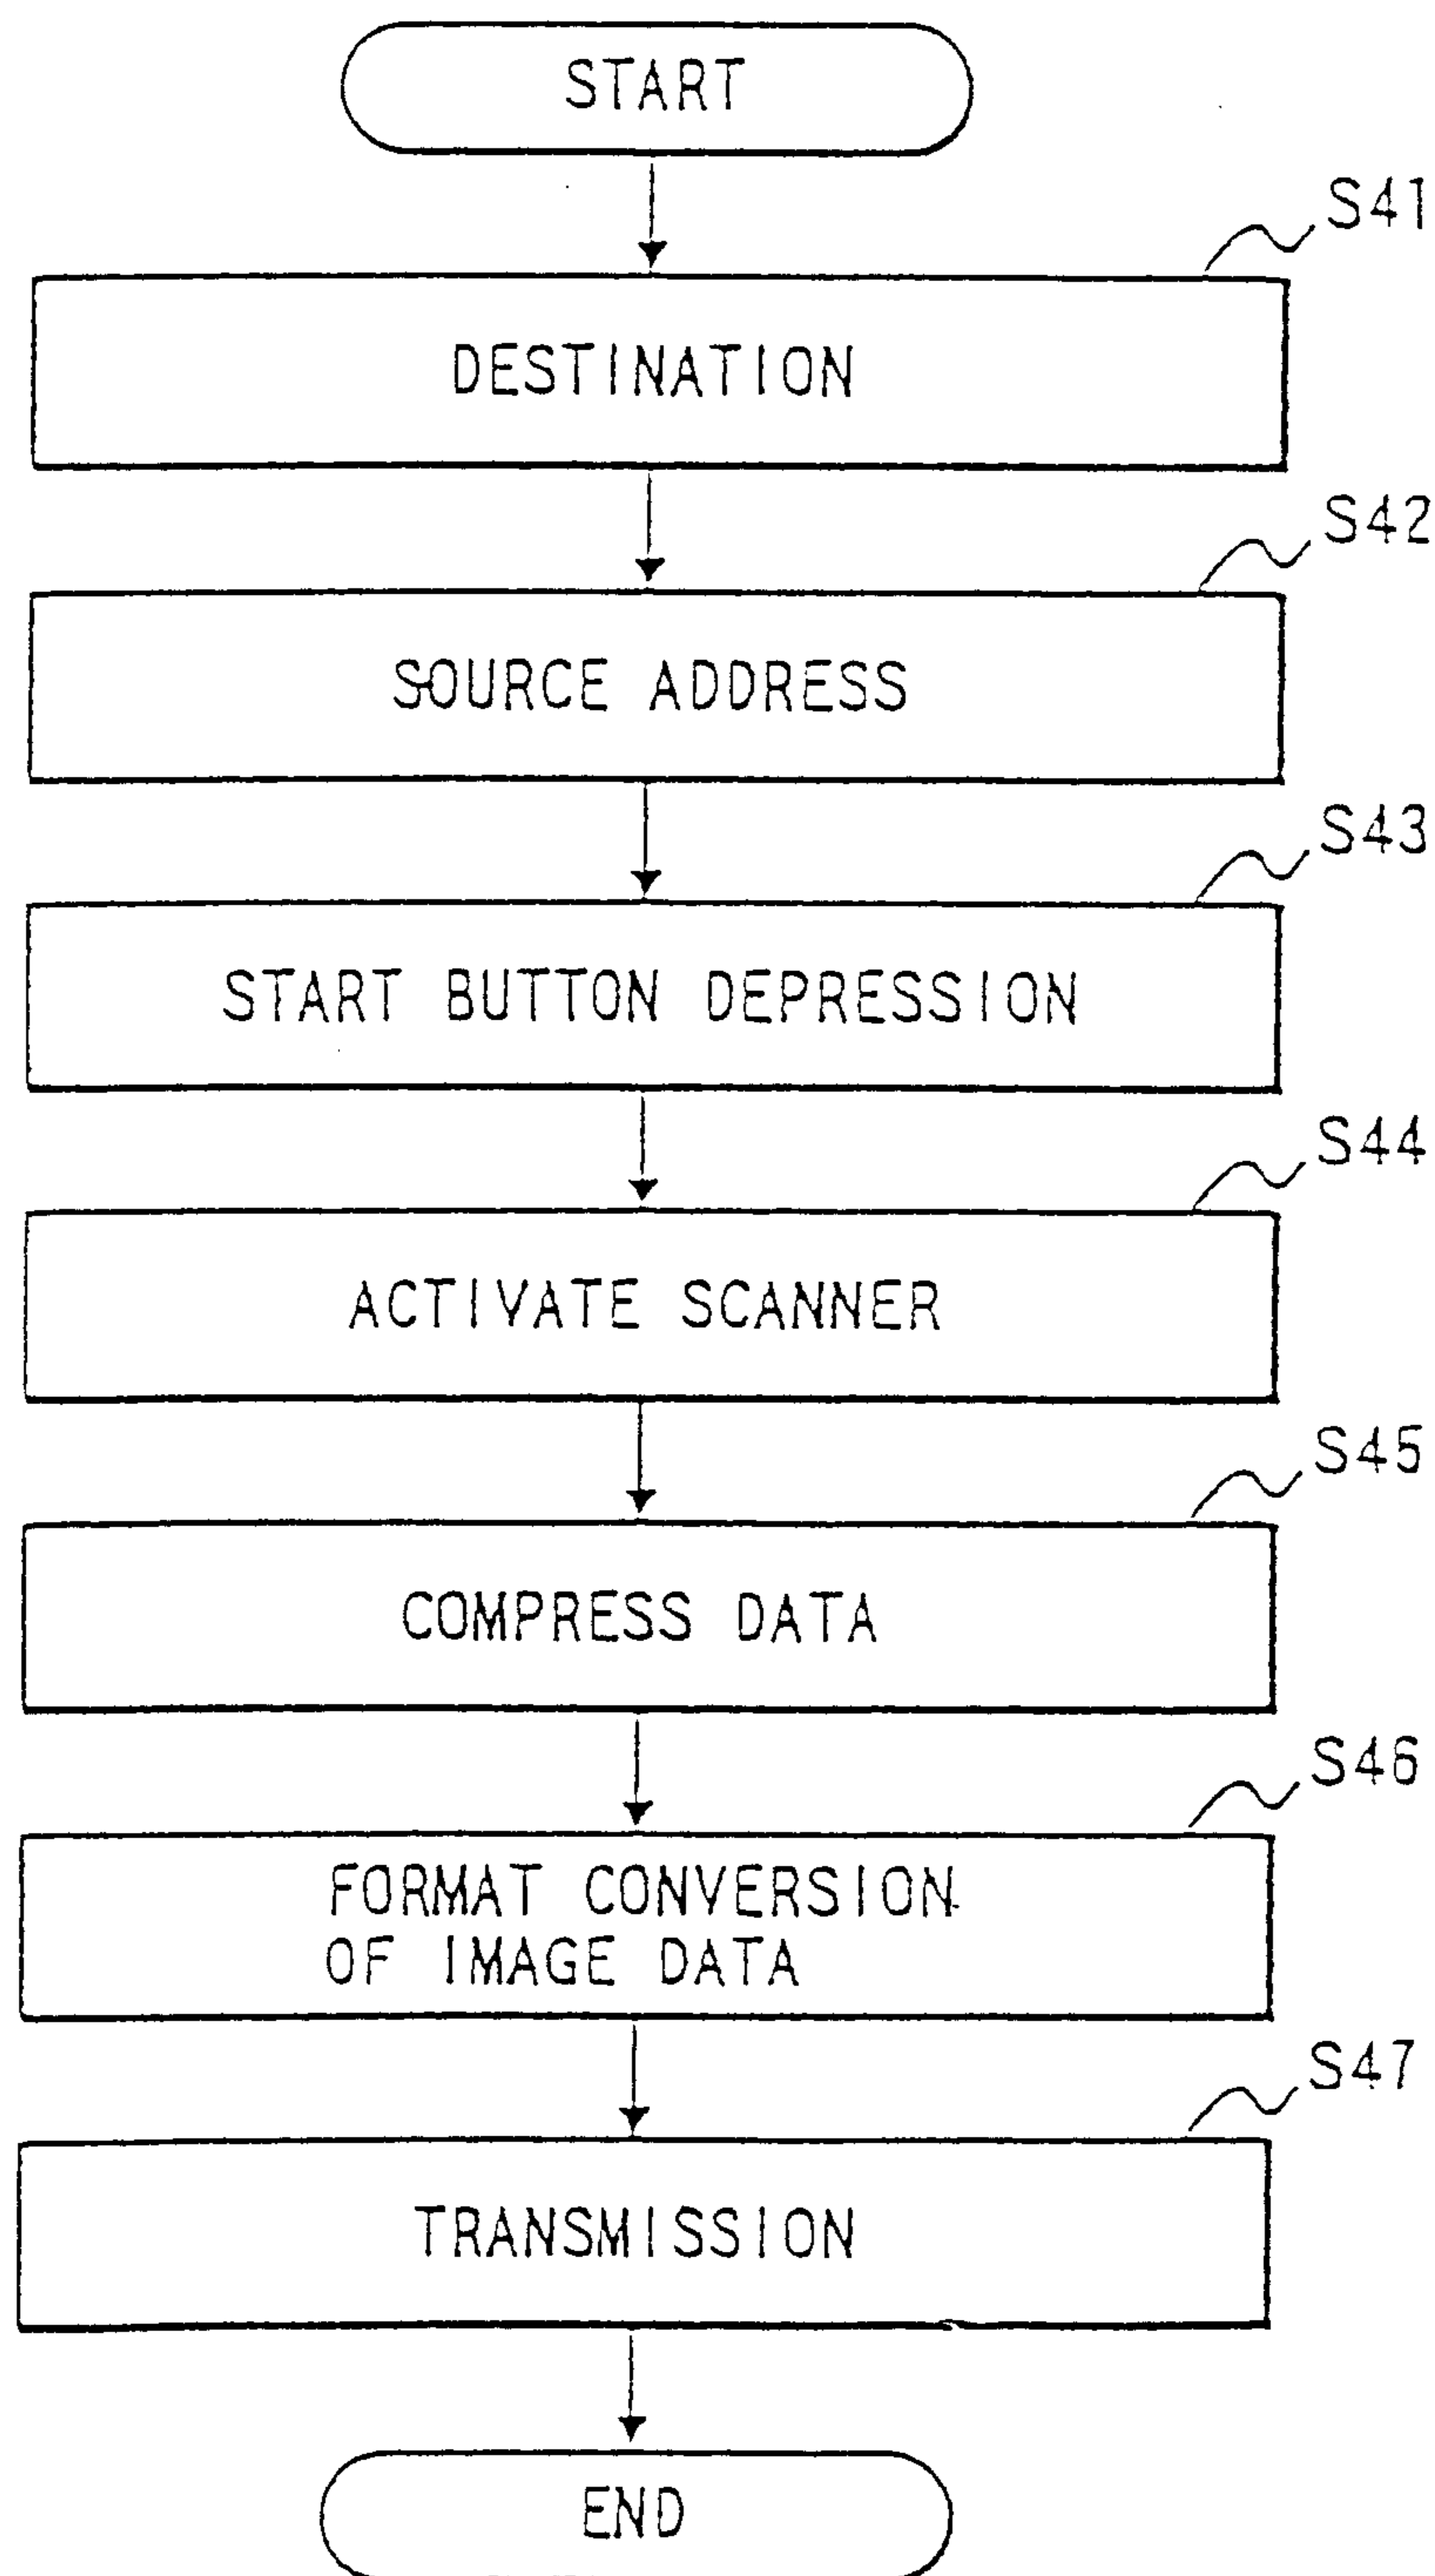 START
S41
DESTINATION
S42
SOURCE ADDRESS
S43
START BUTTON DEPRESSION
S44
ACTIVATE SCANNER
S45
COMPRESS DATA
S46
FORMAT CONVERSION
OF IMAGE DATA
S47
TRANSMISSION
END